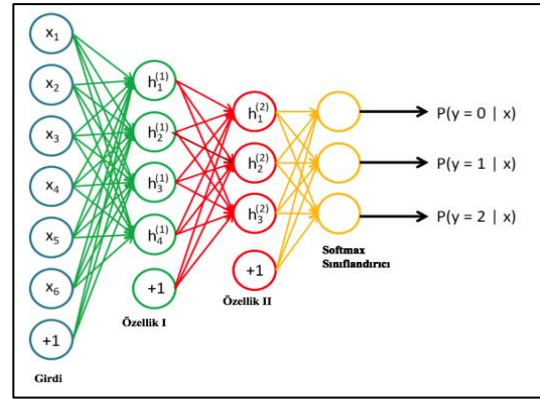 x1
x2
x3
x4
x5
x6
+1
Girdi
h1(1)
h2(1)
h3(1)
h4(1)
+1
Özellik I
h1(2)
h2(2)
h3(2)
+1
Özellik II
Softmax
Sınıflandırıcı
P(y = 0 | x)
P(y = 1 | x)
P(y = 2 | x)